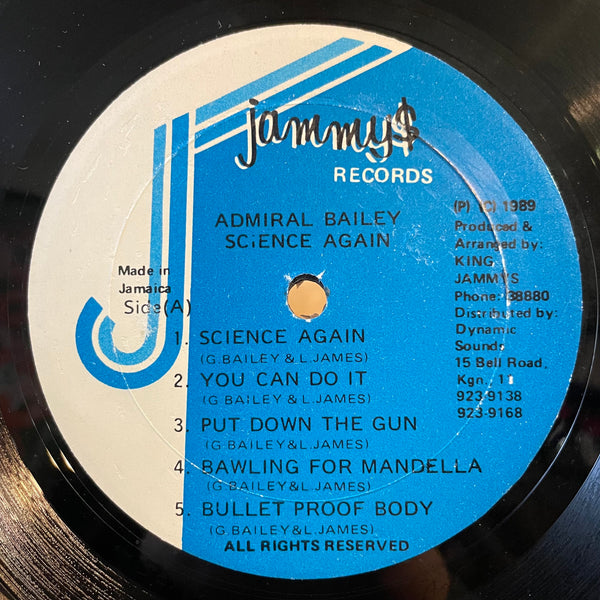 jammy$
RECORDS
ADMIRAL BAILEY
SCiENCE AGAIN
(P) (C) 1989
Produced &
Arranged by:
KING
JAMMYS
Phone: 38880
Distributed by:
Dynamic
Sounds
15 Bell Road,
Kgn. 11
923-9138
923-9168
Made in
Jamaica
Side(A)
1. SCIENCE AGAIN
(G.BAILEY & L.JAMES)
2. YOU CAN DO IT
(G.BAILEY & L.JAMES)
3. PUT DOWN THE GUN
(G.BAILEY & L.JAMES)
4. BAWLING FOR MANDELLA
(G.BAILEY & L.JAMES)
5. BULLET PROOF BODY
(G.BAILEY & L.JAMES)
ALL RIGHTS RESERVED